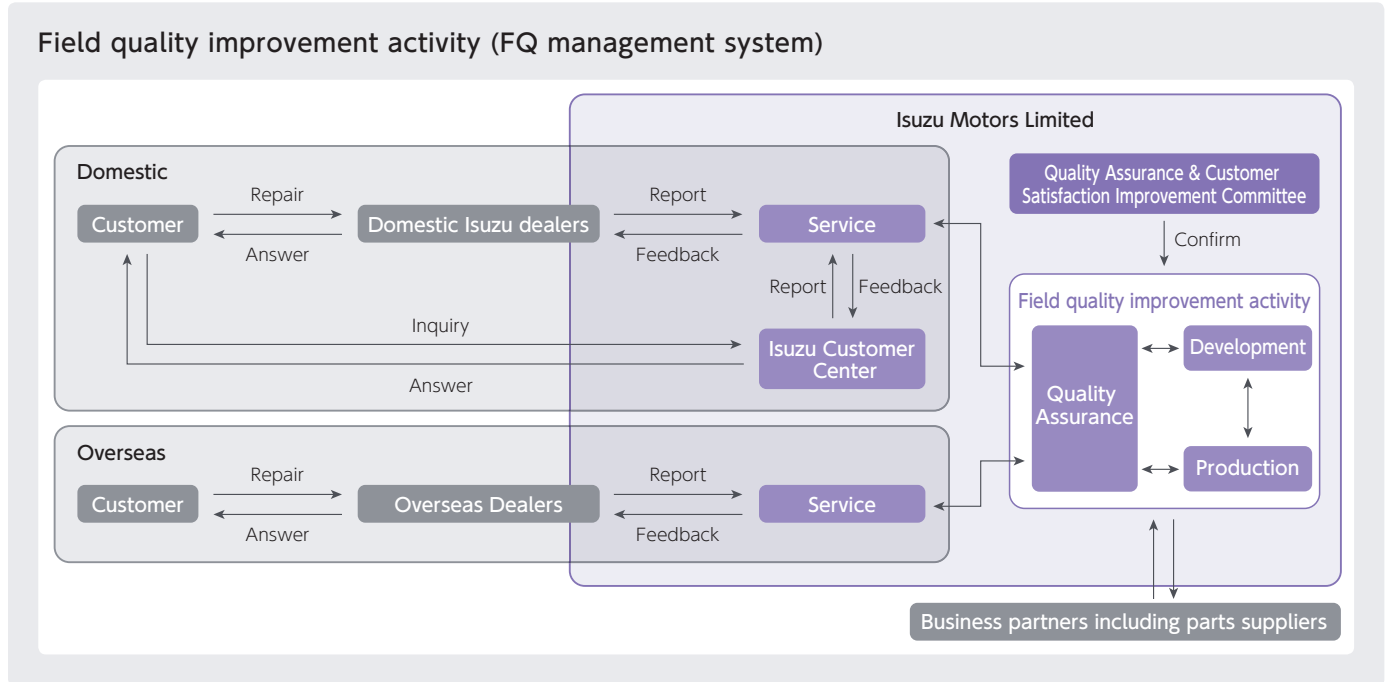 Field quality improvement activity (FQ management system)
Isuzu Motors Limited
Domestic
Quality Assurance & Customer
Satisfaction Improvement Committee
Customer
Repair
Answer
Domestic Isuzu dealers
Report
Feedback
Service
Confirm
Report
Feedback
Inquiry
Answer
Isuzu Customer
Center
Field quality improvement activity
Quality
Assurance
Development
Production
Overseas
Customer
Repair
Answer
Overseas Dealers
Report
Feedback
Service
Business partners including parts suppliers